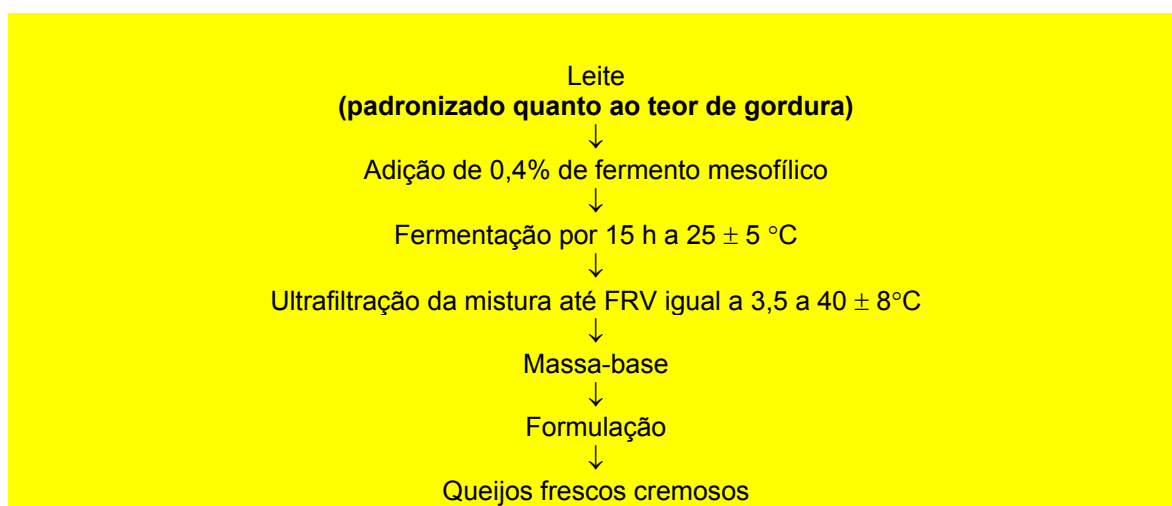 Leite
(padronizado quanto ao teor de gordura)
↓
Adição de 0,4% de fermento mesofílico
↓
Fermentação por 15 h a 25 ± 5 °C
↓
Ultrafiltração da mistura até FRV igual a 3,5 a 40 ± 8°C
↓
Massa-base
↓
Formulação
↓
Queijos frescos cremosos